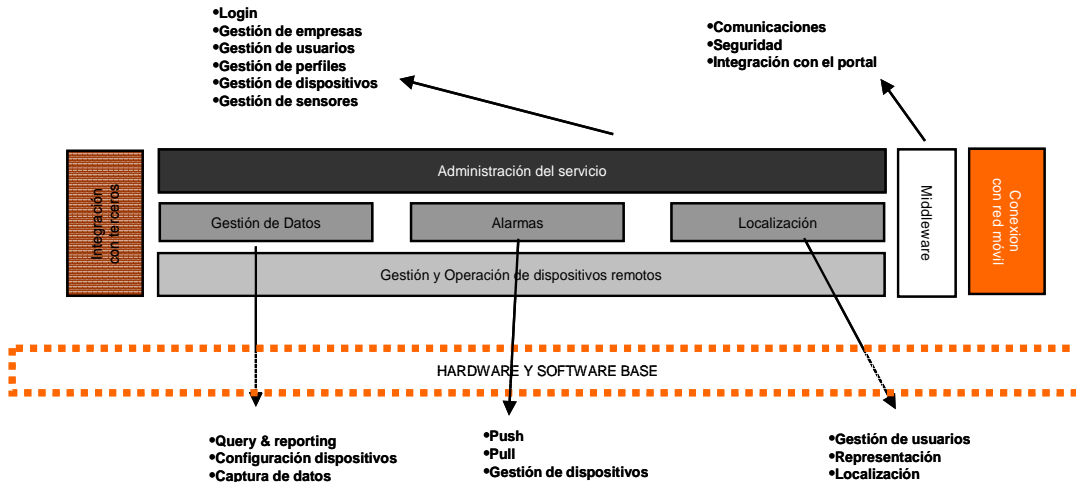 •Login
•Gestión de empresas
•Gestión de usuarios
•Gestión de perfiles
•Gestión de dispositivos
•Gestión de sensores
•Comunicaciones
•Seguridad
•Integración con el portal
Integración
con terceros
Administración del servicio
Gestión de Datos
Alarmas
Localización
Gestión y Operación de dispositivos remotos
Middleware
Conexion
con red móvil
HARDWARE Y SOFTWARE BASE
•Query & reporting
•Configuración dispositivos
•Captura de datos
•Push
•Pull
•Gestión de dispositivos
•Gestión de usuarios
•Representación
•Localización